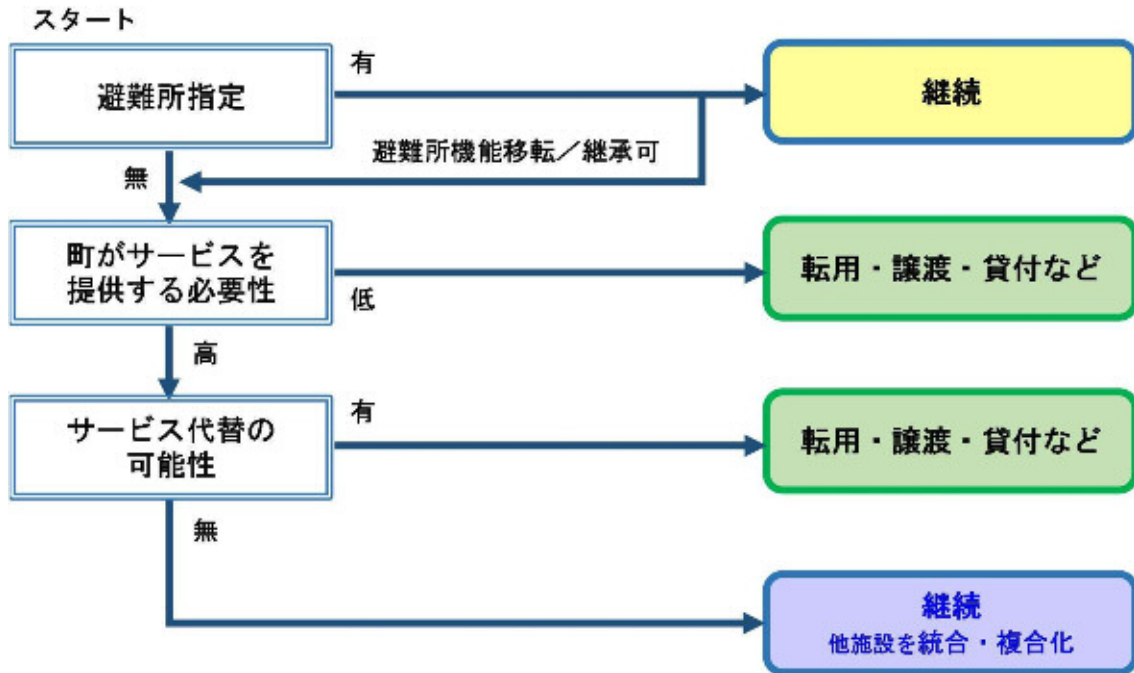 スタート
避難所指定
有
継続
避難所機能移転／継承可
無
町がサービスを
提供する必要性
低
転用・譲渡・貸付など
高
サービス代替の
可能性
有
転用・譲渡・貸付など
無
継続
他施設を統合・複合化